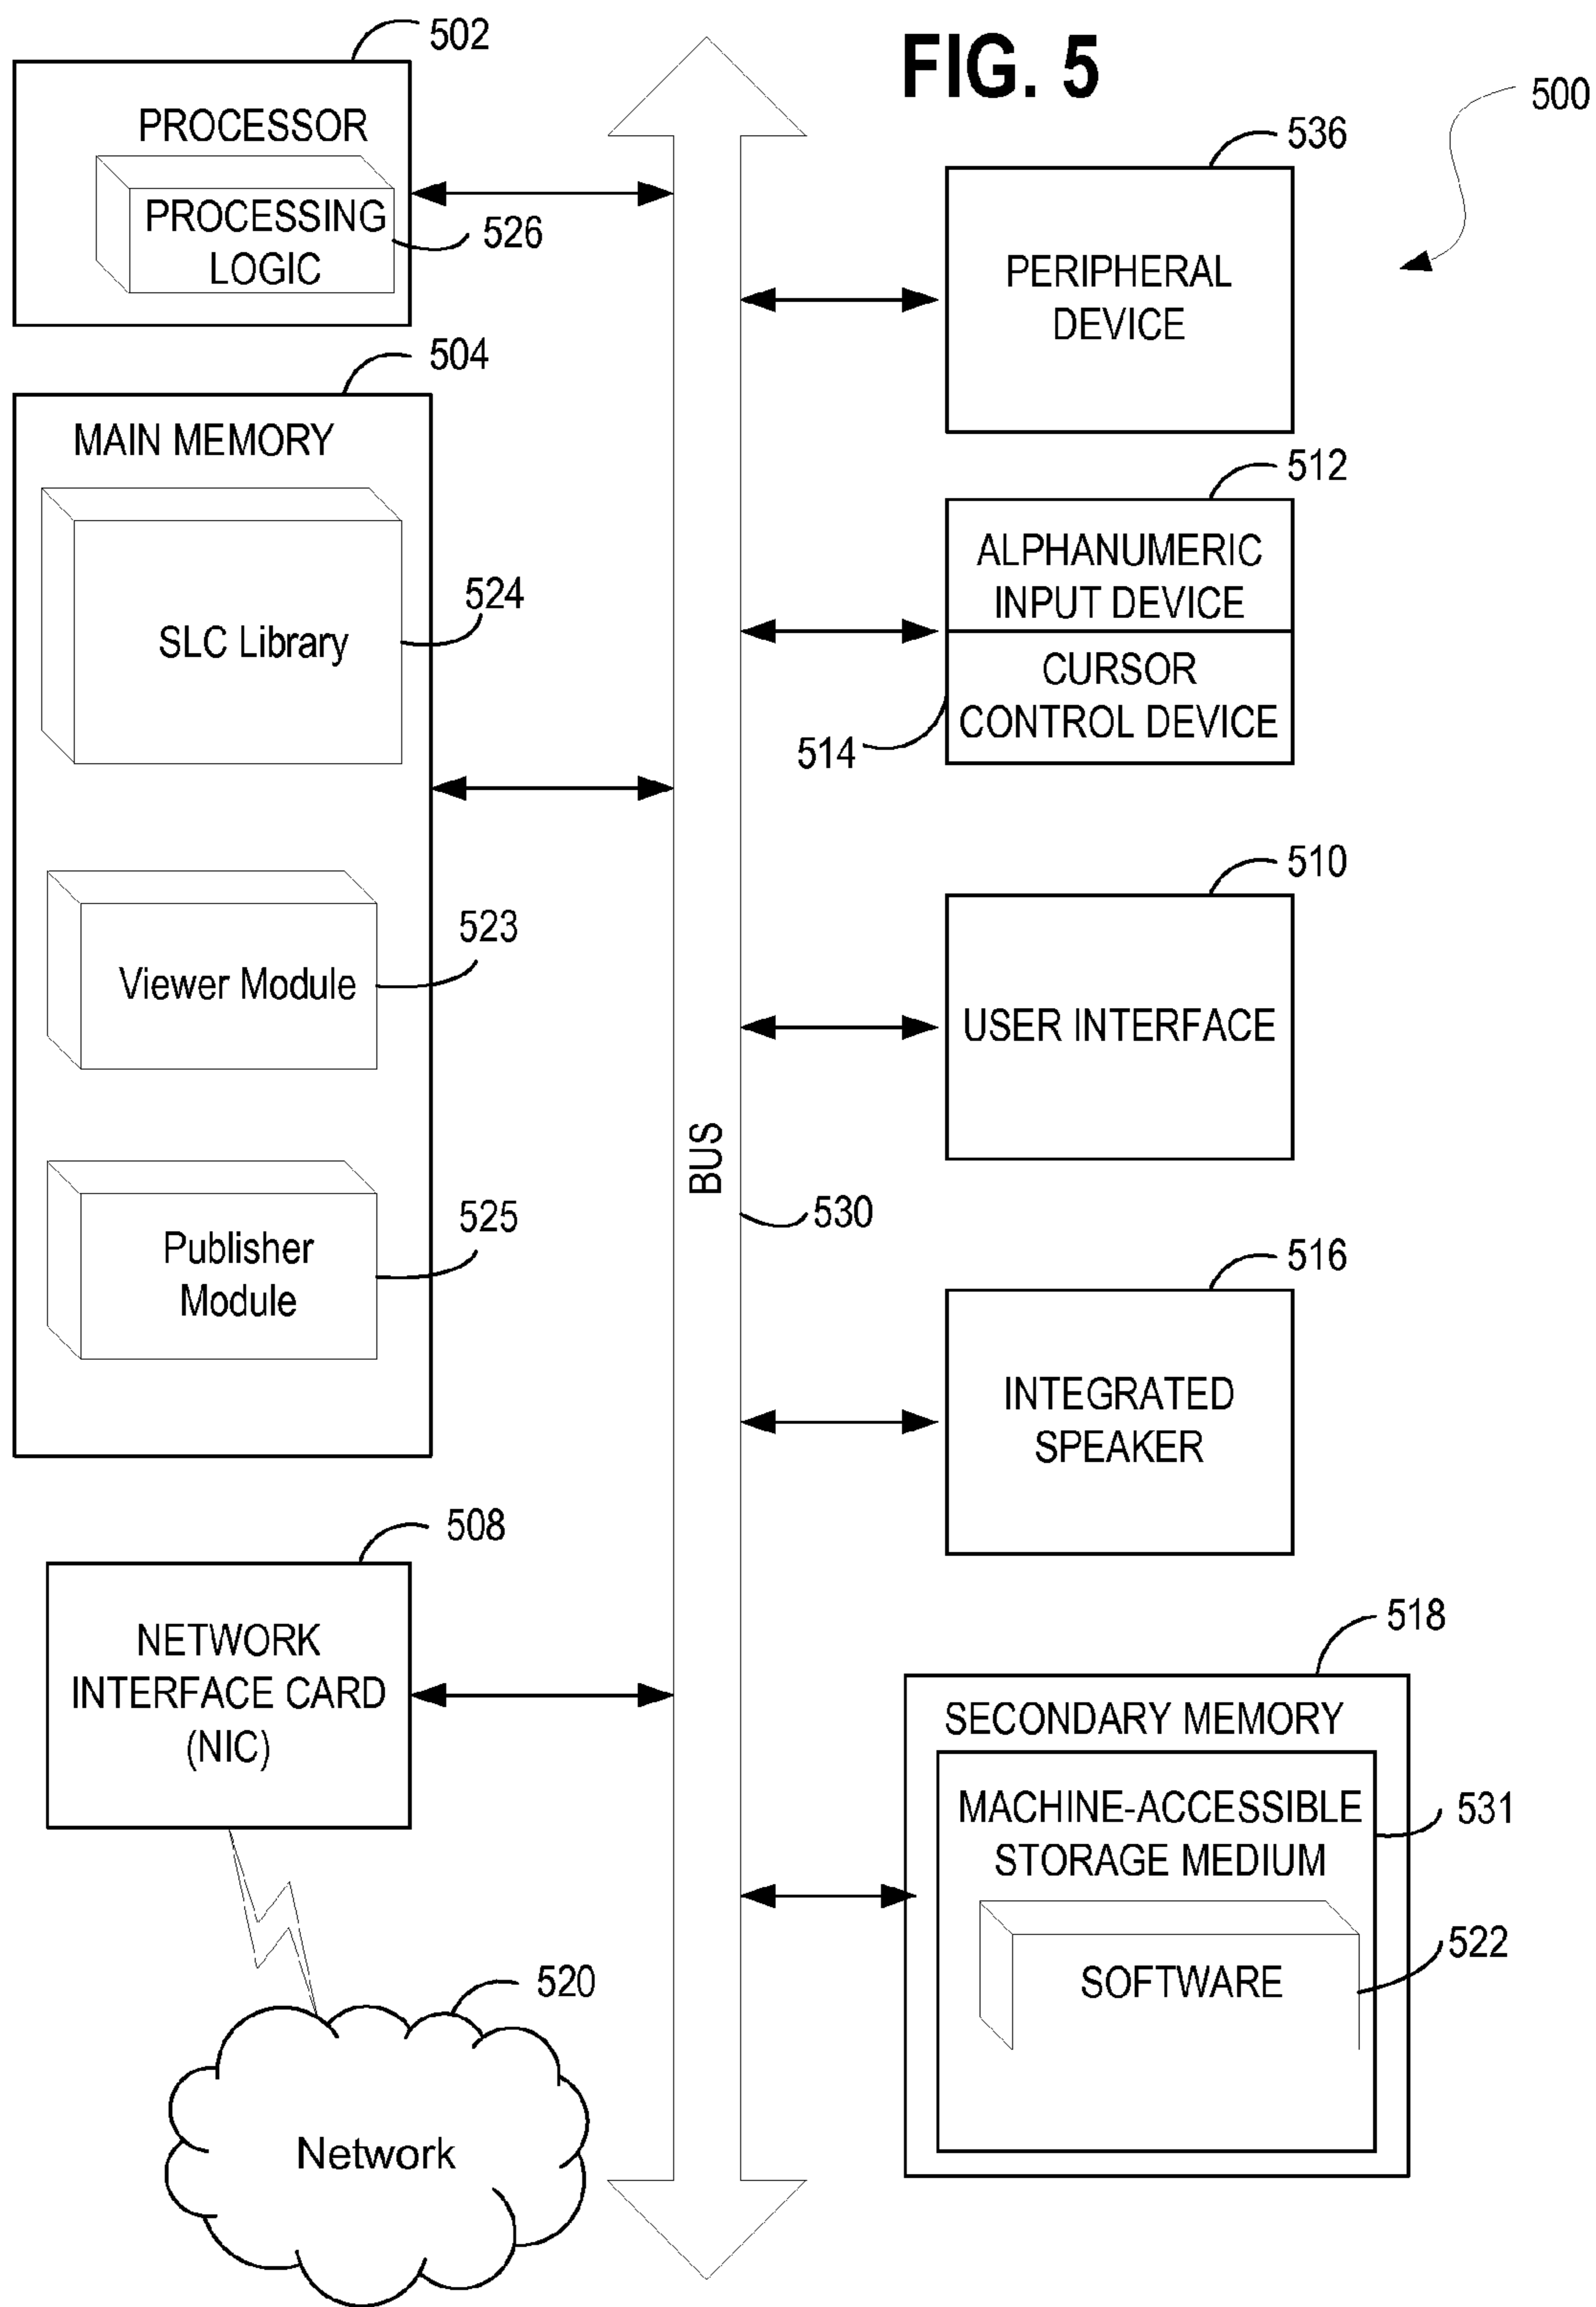 FIG. 5
500
502
PROCESSOR
PROCESSING
LOGIC
526
504
MAIN MEMORY
SLC Library
524
Viewer Module
523
Publisher
Module
525
508
NETWORK
INTERFACE CARD
(NIC)
520
Network
BUS
530
536
PERIPHERAL
DEVICE
512
ALPHANUMERIC
INPUT DEVICE
CURSOR
CONTROL DEVICE
514
510
USER INTERFACE
516
INTEGRATED
SPEAKER
518
SECONDARY MEMORY
MACHINE-ACCESSIBLE
STORAGE MEDIUM
531
SOFTWARE
522